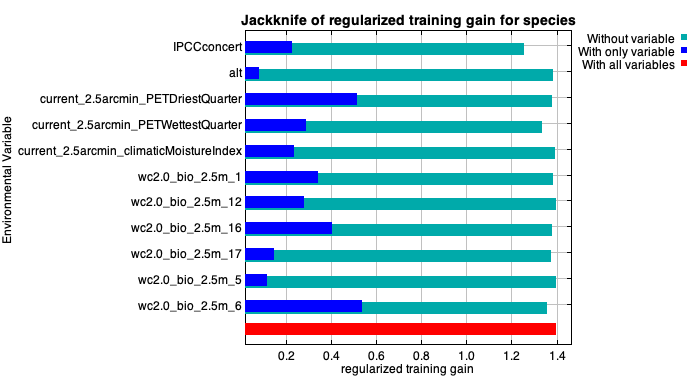 Jackknife of regularized training gain for species
Without variable
With only variable
With all variables
Environmental Variable
IPCCconcert
alt
current_2.5arcmin_PETDriestQuarter
current_2.5arcmin_PETWettestQuarter
current_2.5arcmin_climaticMoistureIndex
wc2.0_bio_2.5m_1
wc2.0_bio_2.5m_12
wc2.0_bio_2.5m_16
wc2.0_bio_2.5m_17
wc2.0_bio_2.5m_5
wc2.0_bio_2.5m_6
0.2 0.4 0.6 0.8 1.0 1.2 1.4
regularized training gain